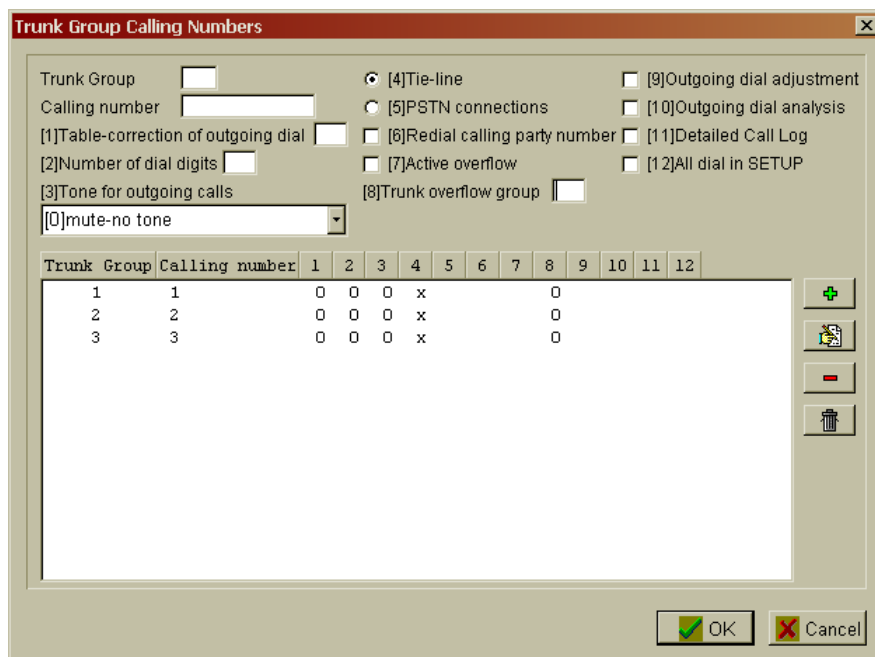 Trunk Group Calling Numbers
Trunk Group
[4]Tie-line
[9]Outgoing dial adjustment
Calling number
[5]PSTN connections
[10]Outgoing dial analysis
[1]Table-correction of outgoing dial
[6]Redial calling party number
[11]Detailed Call Log
[2]Number of dial digits
[7]Active overflow
[12]All dial in SETUP
[3]Tone for outgoing calls
[8]Trunk overflow group
[0]mute-no tone
Trunk Group Calling number 1 2 3 4 5 6 7 8 9 10 11 12
1 1 0 0 0 x 0
2 2 0 0 0 x 0
3 3 0 0 0 x 0
OK
Cancel